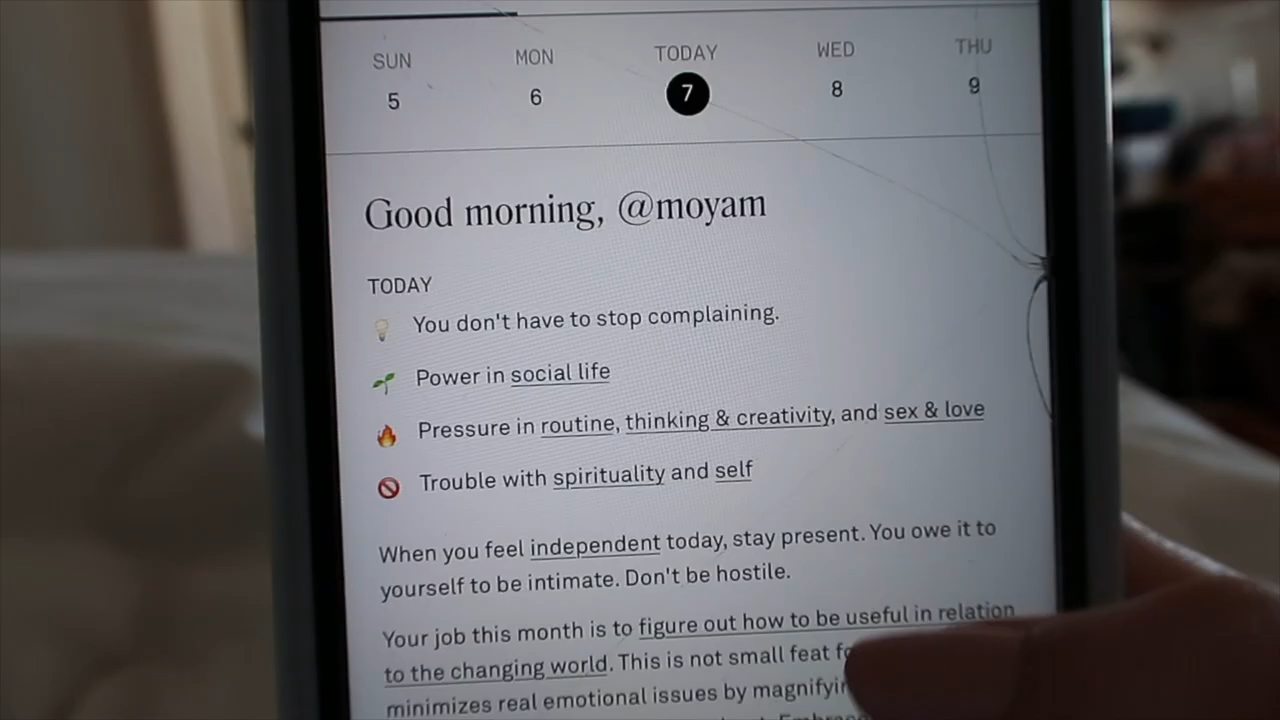 SUN MON TODAY WED THU
5 6 7 8 9
Good morning, @moyam
TODAY
You don't have to stop complaining.
Power in social life
Pressure in routine, thinking & creativity, and sex & love
Trouble with spirituality and self
When you feel independent today, stay present. You owe it to
yourself to be intimate. Don't be hostile.
Your job this month is to figure out how to be useful in relation
to the changing world. This is not small feat
minimizes real emotional issues by